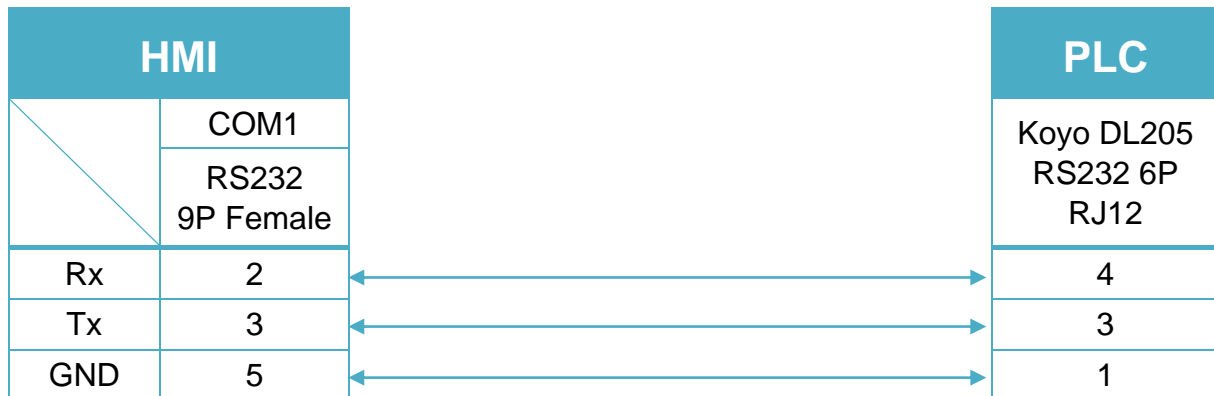 HMI
PLC
COM1
RS232
9P Female
Koyo DL205
RS232 6P
RJ12
Rx 2 4
Tx 3 3
GND 5 1